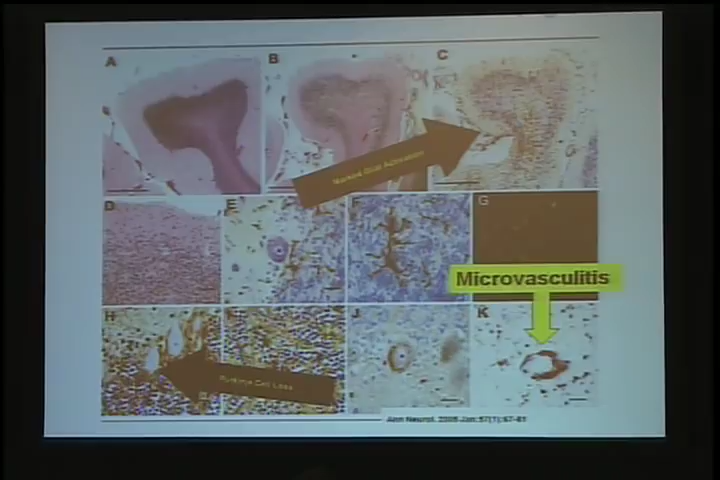 A
B
C
Marked Glial Activation
D
E
F
G
Microvasculitis
H
J
K
Purkinje Cell Loss
Ann Neurol. 2005 Jan;57(1):67-81